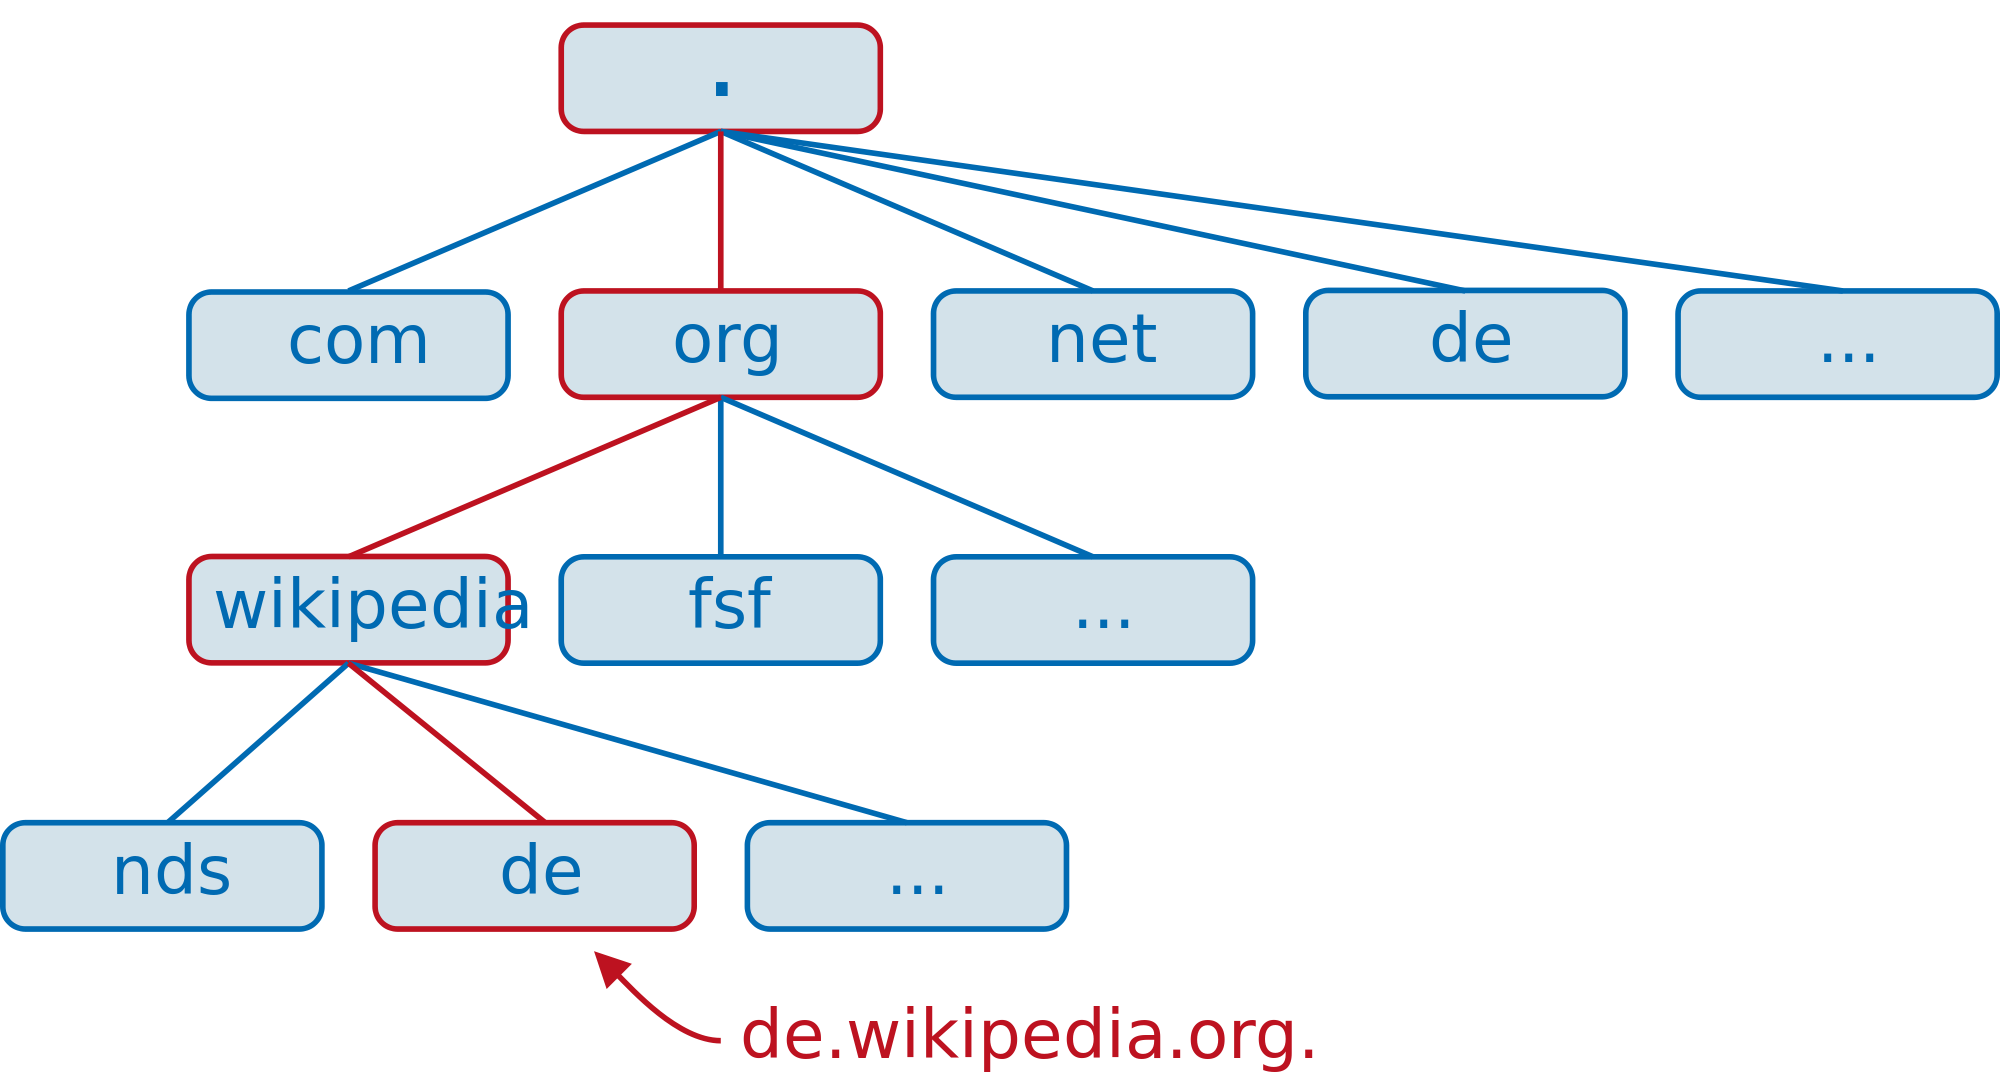 .
com org net de ...
wikipedia fsf ...
nds de ...
de.wikipedia.org.